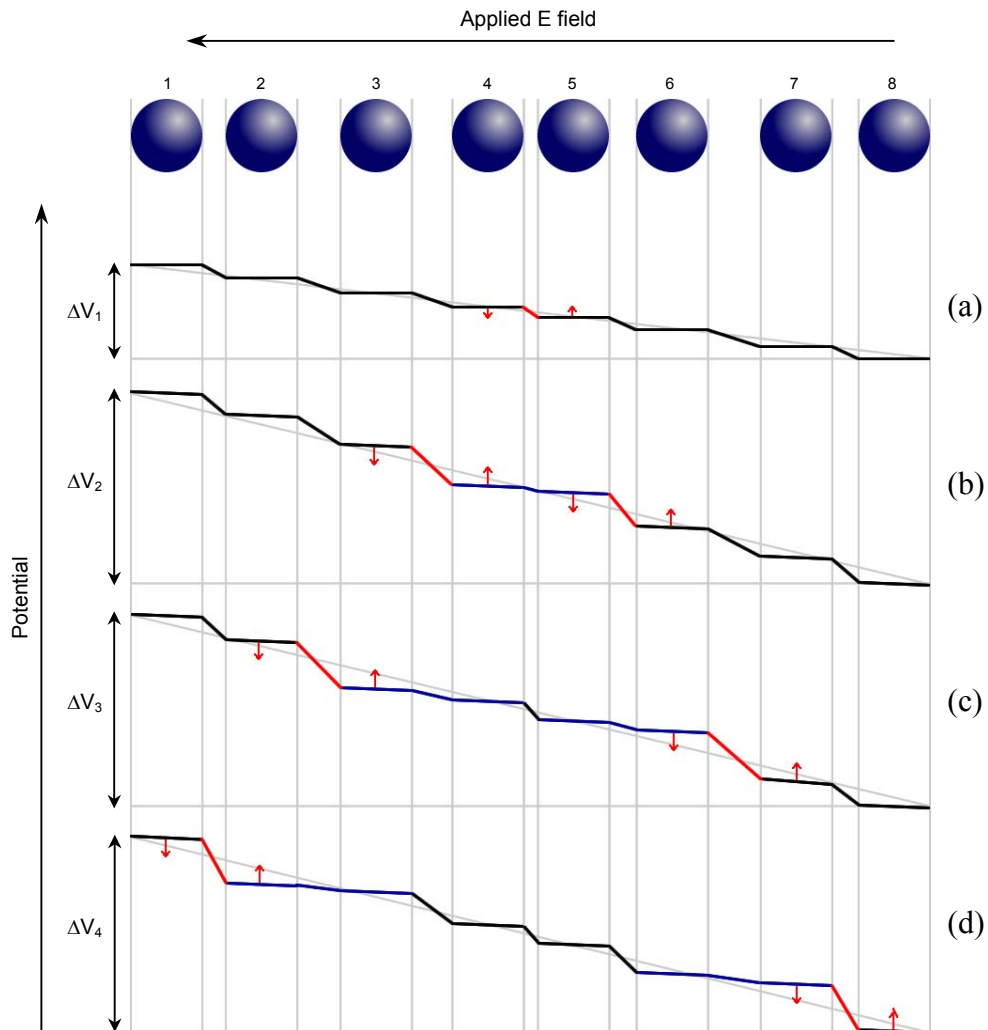 Applied E field
1 2 3 4 5 6 7 8
ΔV₁
(a)
ΔV₂
(b)
Potential
ΔV₃
(c)
ΔV₄
(d)